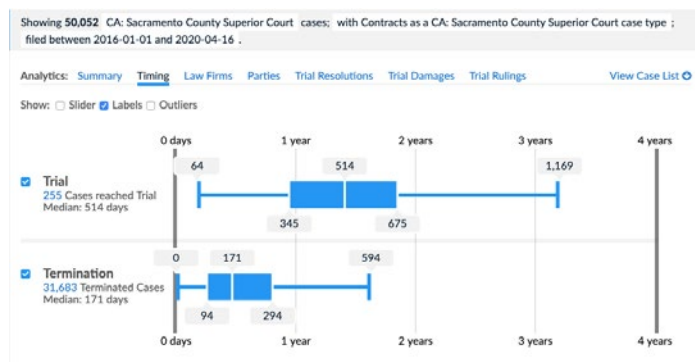 Showing 50,052 CA: Sacramento County Superior Court cases; with Contracts as a CA: Sacramento County Superior Court case type ;
filed between 2016-01-01 and 2020-04-16 .
Analytics: Summary Timing Law Firms Parties Trial Resolutions Trial Damages Trial Rulings View Case List
Show: Slider Labels Outliers
0 days 1 year 2 years 3 years 4 years
64 514 1,169
Trial
255 Cases reached Trial
Median: 514 days
345 675
0 171 594
Termination
31,683 Terminated Cases
Median: 171 days
94 294
0 days 1 year 2 years 3 years 4 years